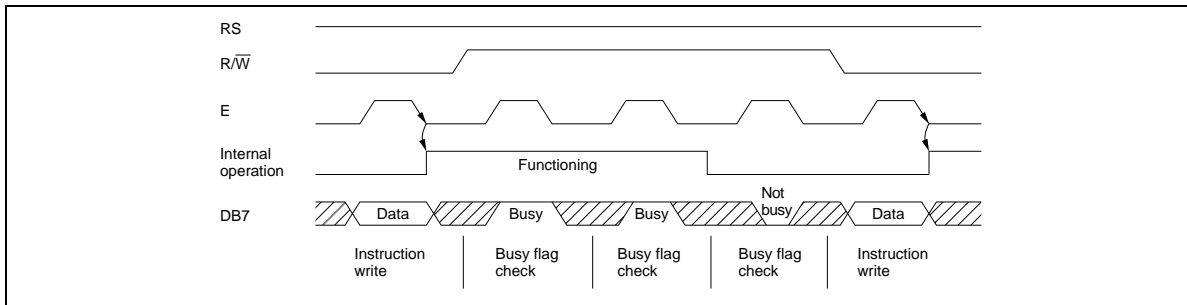 RS
R/W̅
E
Internal
operation
Functioning
DB7
Data
Busy
Busy
Not
busy
Data
Instruction
write
Busy flag
check
Busy flag
check
Busy flag
check
Instruction
write